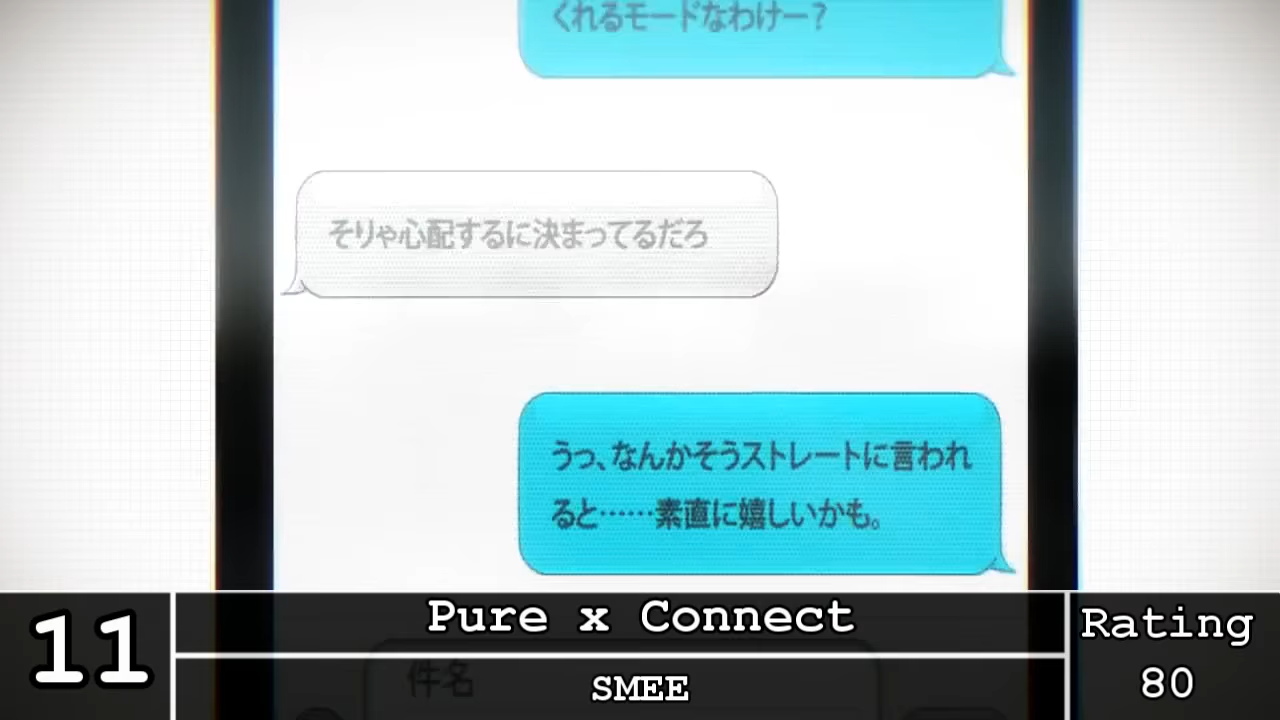 くれるモードなわけー？
そりゃ心配するに決まってるだろ
うっ、なんかそうストレートに言われ
ると……素直に嬉しいかも。
11
Pure x Connect
Rating
件名
SMEE
80